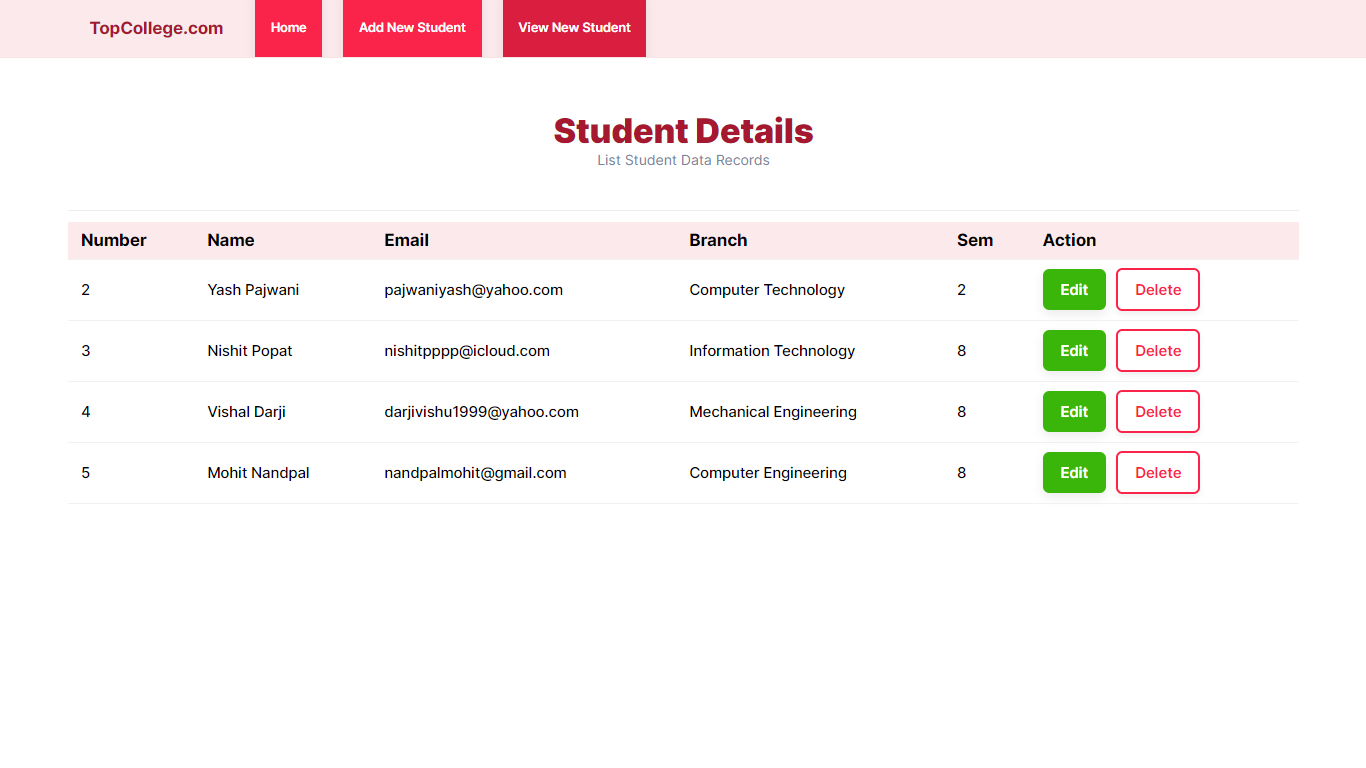 TopCollege.com Home Add New Student View New Student
Student Details
List Student Data Records
Number Name Email Branch Sem Action
2 Yash Pajwani pajwaniyash@yahoo.com Computer Technology 2 Edit Delete
3 Nishit Popat nishitpppp@icloud.com Information Technology 8 Edit Delete
4 Vishal Darji darjivishu1999@yahoo.com Mechanical Engineering 8 Edit Delete
5 Mohit Nandpal nandpalmohit@gmail.com Computer Engineering 8 Edit Delete